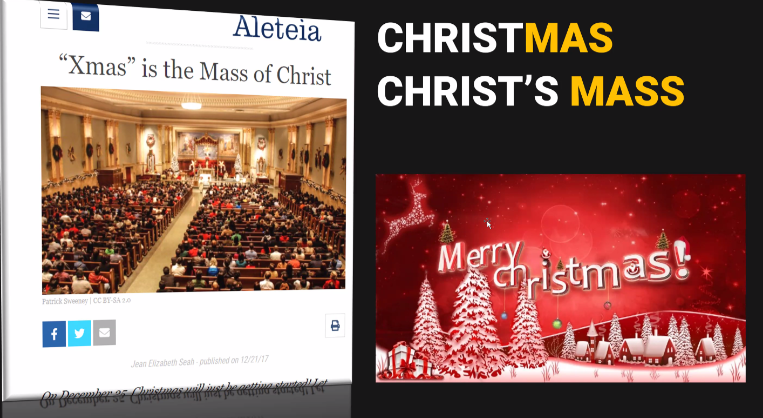 Aleteia
“Xmas” is the Mass of Christ
Patrick Sweeney | CC BY-SA 2.0
Jean Elizabeth Seah - published on 12/21/17
On December 25, Christmas will just be getting started! Let
CHRISTMAS
CHRIST’S MASS
Merry
christmas!